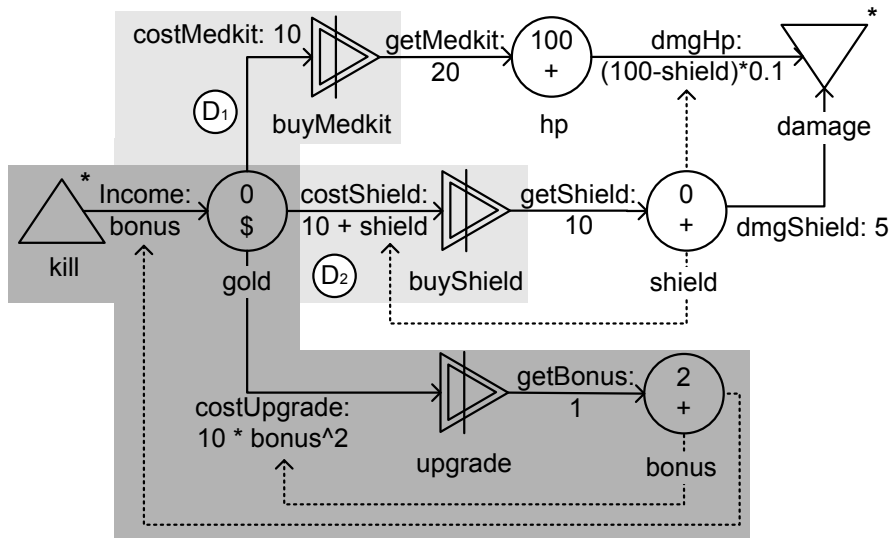 costMedkit: 10
getMedkit:
20
100
+
dmgHp:
(100-shield)*0.1
*
D1
buyMedkit
hp
damage
*
Income:
bonus
0
$
costShield:
10 + shield
getShield:
10
0
+
dmgShield: 5
kill
gold
D2
buyShield
shield
getBonus:
1
2
+
costUpgrade:
10 * bonus^2
upgrade
bonus